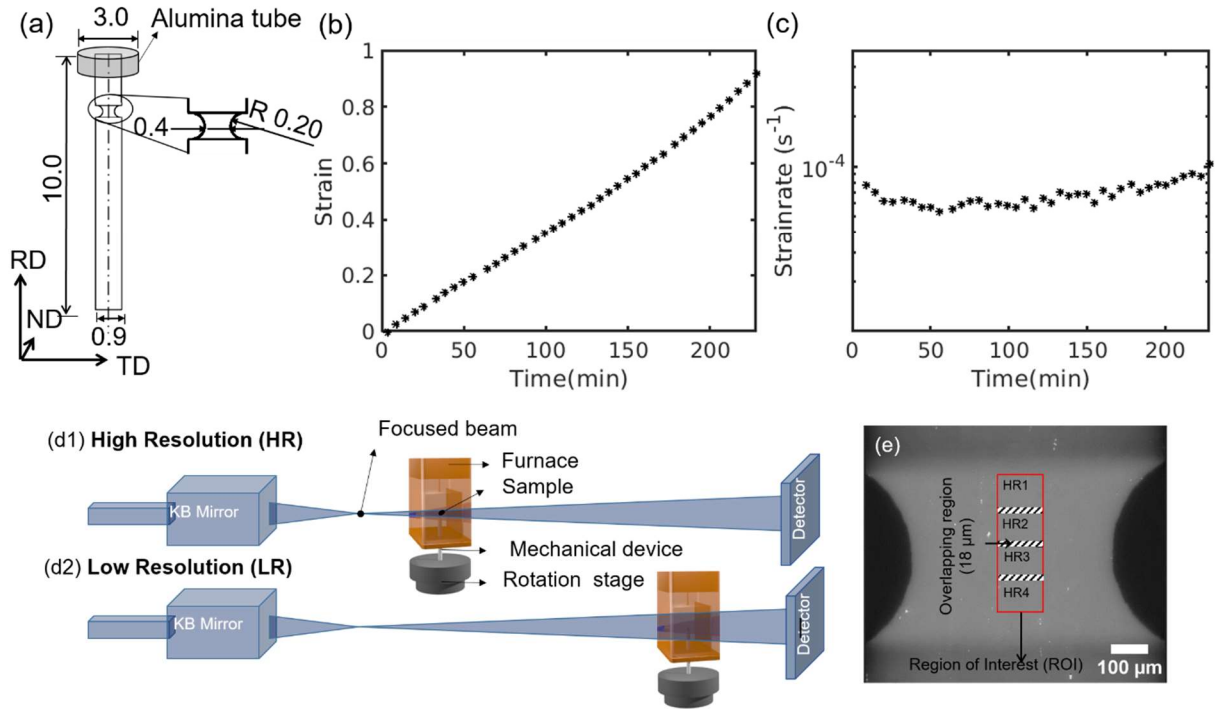 (a)
3.0
Alumina tube
0.4
R 0.20
10.0
RD
ND
0.9
TD
(b)
1
0.8
0.6
0.4
0.2
0
Strain
0
50
100
150
200
Time(min)
(c)
10⁻⁴
Strainrate (s⁻¹)
0
50
100
150
200
Time(min)
(d1) High Resolution (HR)
Focused beam
Furnace
Sample
KB Mirror
Detector
Mechanical device
Rotation stage
(d2) Low Resolution (LR)
KB Mirror
Detector
(e)
HR1
HR2
HR3
HR4
Overlapping region
(18 μm)
Region of Interest (ROI)
100 μm